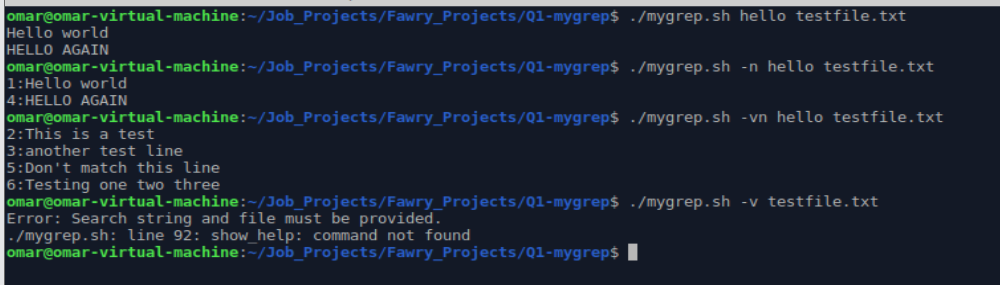 omar@omar-virtual-machine:~/Job_Projects/Fawry_Projects/Q1-mygrep$ ./mygrep.sh hello testfile.txt
Hello world
HELLO AGAIN
omar@omar-virtual-machine:~/Job_Projects/Fawry_Projects/Q1-mygrep$ ./mygrep.sh -n hello testfile.txt
1:Hello world
4:HELLO AGAIN
omar@omar-virtual-machine:~/Job_Projects/Fawry_Projects/Q1-mygrep$ ./mygrep.sh -vn hello testfile.txt
2:This is a test
3:another test line
5:Don't match this line
6:Testing one two three
omar@omar-virtual-machine:~/Job_Projects/Fawry_Projects/Q1-mygrep$ ./mygrep.sh -v testfile.txt
Error: Search string and file must be provided.
./mygrep.sh: line 92: show_help: command not found
omar@omar-virtual-machine:~/Job_Projects/Fawry_Projects/Q1-mygrep$